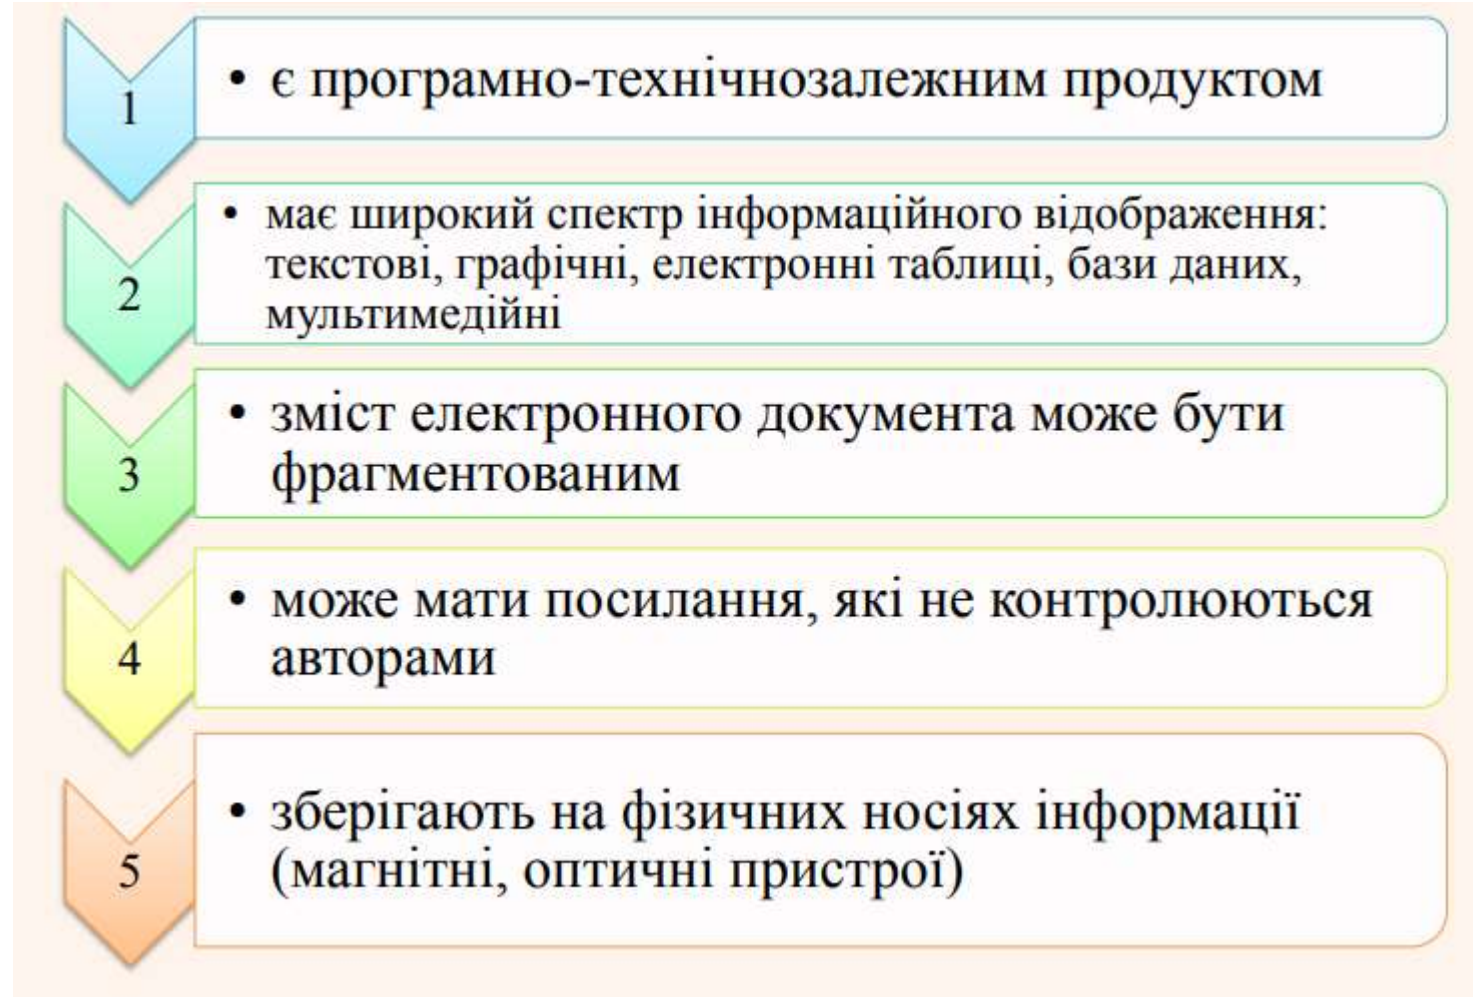 1
• є програмно-технічнозалежним продуктом
2
• має широкий спектр інформаційного відображення:
текстові, графічні, електронні таблиці, бази даних,
мультимедійні
3
• зміст електронного документа може бути
фрагментованим
4
• може мати посилання, які не контролюються
авторами
5
• зберігають на фізичних носіях інформації
(магнітні, оптичні пристрої)